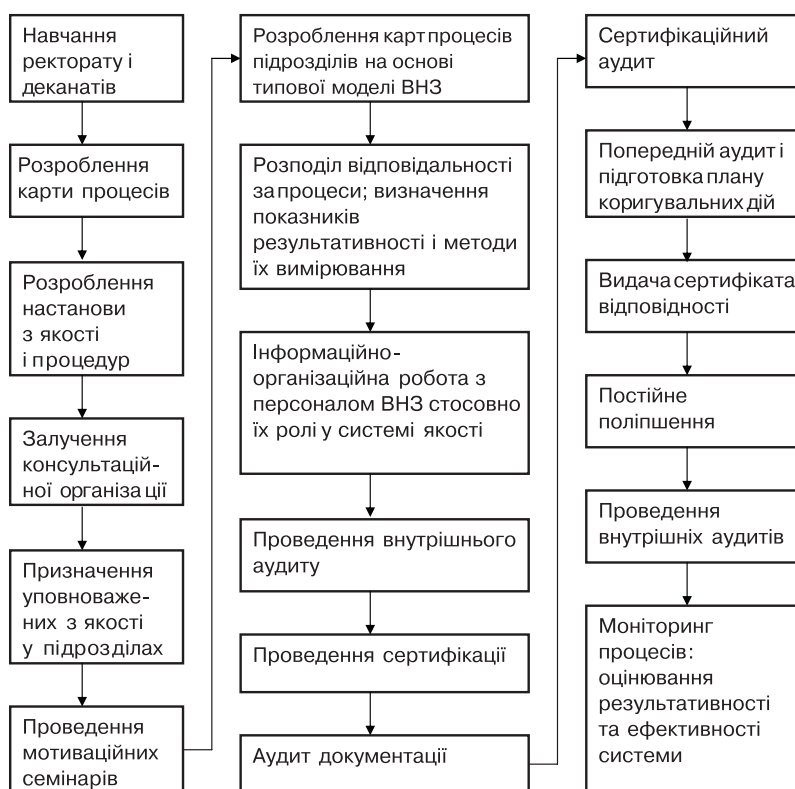 Навчання
ректорату і
деканатів
Розроблення
карти процесів
Розроблення
настанови
з якості
і процедур
Залучення
консультацій-
ної організації
Призначення
уповноваже-
них з якості
у підрозділах
Проведення
мотиваційних
семінарів
Розроблення карт процесів
підрозділів на основі
типової моделі ВНЗ
Розподіл відповідальності
за процеси; визначення
показників
результативності і методи
їх вимірювання
Інформаційно-
організаційна робота з
персоналом ВНЗ стосовно
їх ролі у системі якості
Проведення внутрішнього
аудиту
Проведення сертифікації
Аудит документації
Сертифікаційний
аудит
Попередній аудит і
підготовка плану
коригувальних дій
Видача сертифіката
відповідності
Постійне
поліпшення
Проведення
внутрішніх аудитів
Моніторинг
процесів:
оцінювання
результативності
та ефективності
системи